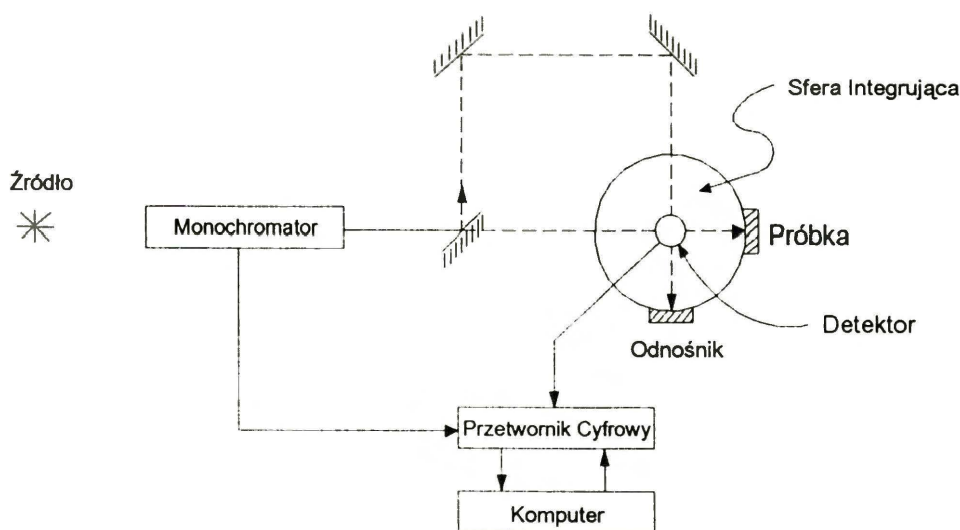 Sfera Integrująca
Źródło
Monochromator
Próbka
Detektor
Odnośnik
Przetwornik Cyfrowy
Komputer